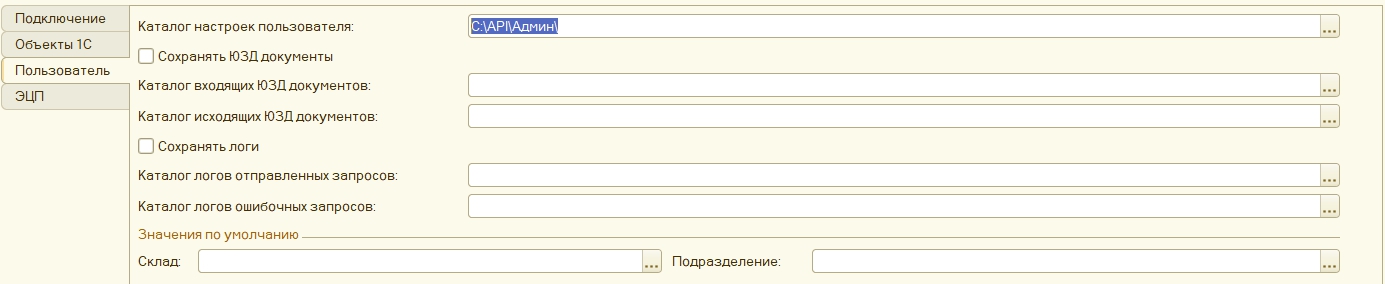 Подключение
Объекты 1С
Пользователь
ЭЦП
Каталог настроек пользователя:
C:\API\Админ\
...
Сохранять ЮЗД документы
Каталог входящих ЮЗД документов:
...
Каталог исходящих ЮЗД документов:
...
Сохранять логи
Каталог логов отправленных запросов:
...
Каталог логов ошибочных запросов:
...
Значения по умолчанию
Склад:
...
Подразделение:
...